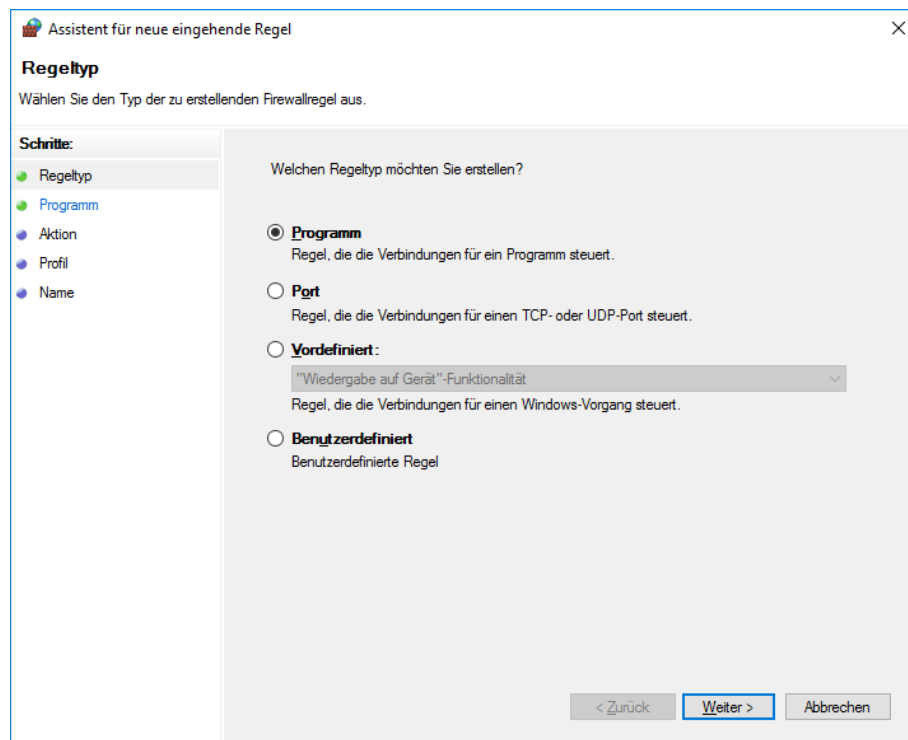 Assistent für neue eingehende Regel
Regeltyp
Wählen Sie den Typ der zu erstellenden Firewallregel aus.
Schritte:
Regeltyp
Programm
Aktion
Profil
Name
Welchen Regeltyp möchten Sie erstellen?
Programm
Regel, die die Verbindungen für ein Programm steuert.
Port
Regel, die die Verbindungen für einen TCP- oder UDP-Port steuert.
Vordefiniert:
"Wiedergabe auf Gerät"-Funktionalität
Regel, die die Verbindungen für einen Windows-Vorgang steuert.
Benutzerdefiniert
Benutzerdefinierte Regel
< Zurück Weiter > Abbrechen